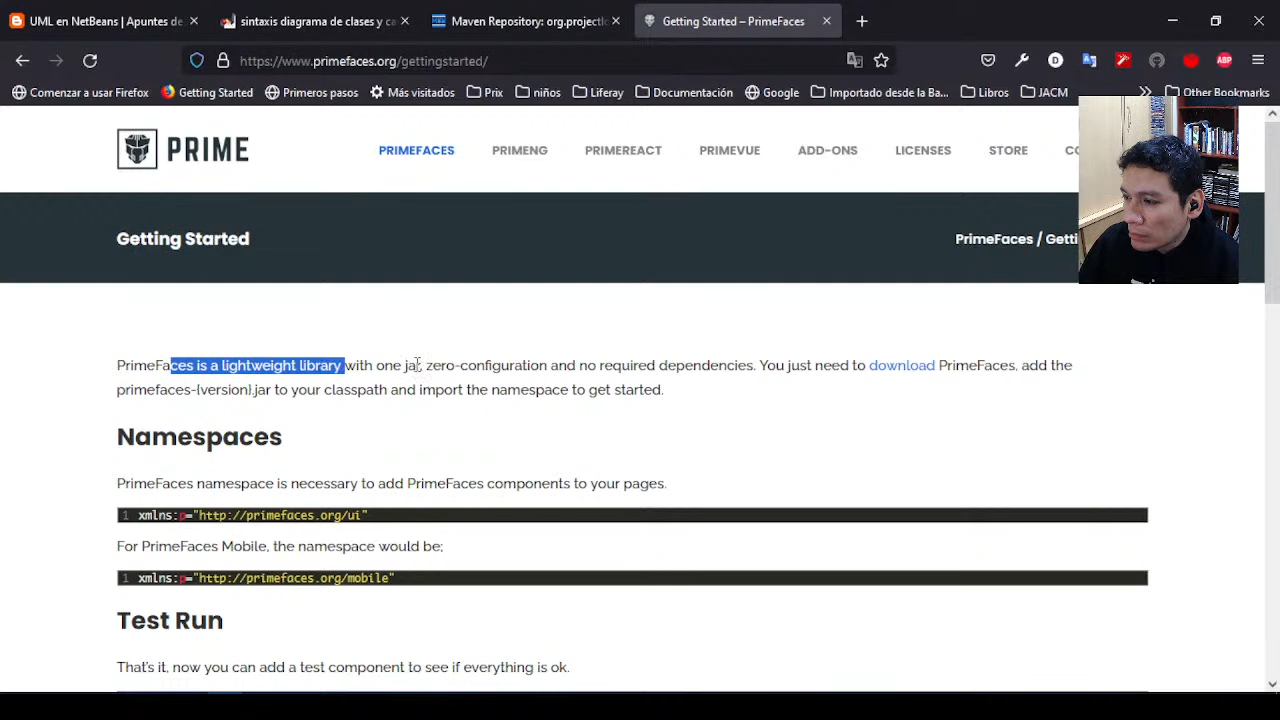 UML en NetBeans | Apuntes de
sintaxis diagrama de clases y ca
Maven Repository: org.projectlo
Getting Started – PrimeFaces
https://www.primefaces.org/gettingstarted/
Comenzar a usar Firefox
Getting Started
Primeros pasos
Más visitados
Prix
niños
Liferay
Documentación
Google
Importado desde la Ba...
Libros
JACM
Other Bookmarks
PRIME
PRIMEFACES
PRIMENG
PRIMEREACT
PRIMEVUE
ADD-ONS
LICENSES
STORE
Getting Started
PrimeFaces / Getti
PrimeFaces is a lightweight library with one jar, zero-configuration and no required dependencies. You just need to download PrimeFaces, add the
primefaces-{version}.jar to your classpath and import the namespace to get started.
Namespaces
PrimeFaces namespace is necessary to add PrimeFaces components to your pages.
1 xmlns:p="http://primefaces.org/ui"
For PrimeFaces Mobile, the namespace would be;
1 xmlns:p="http://primefaces.org/mobile"
Test Run
That's it, now you can add a test component to see if everything is ok.